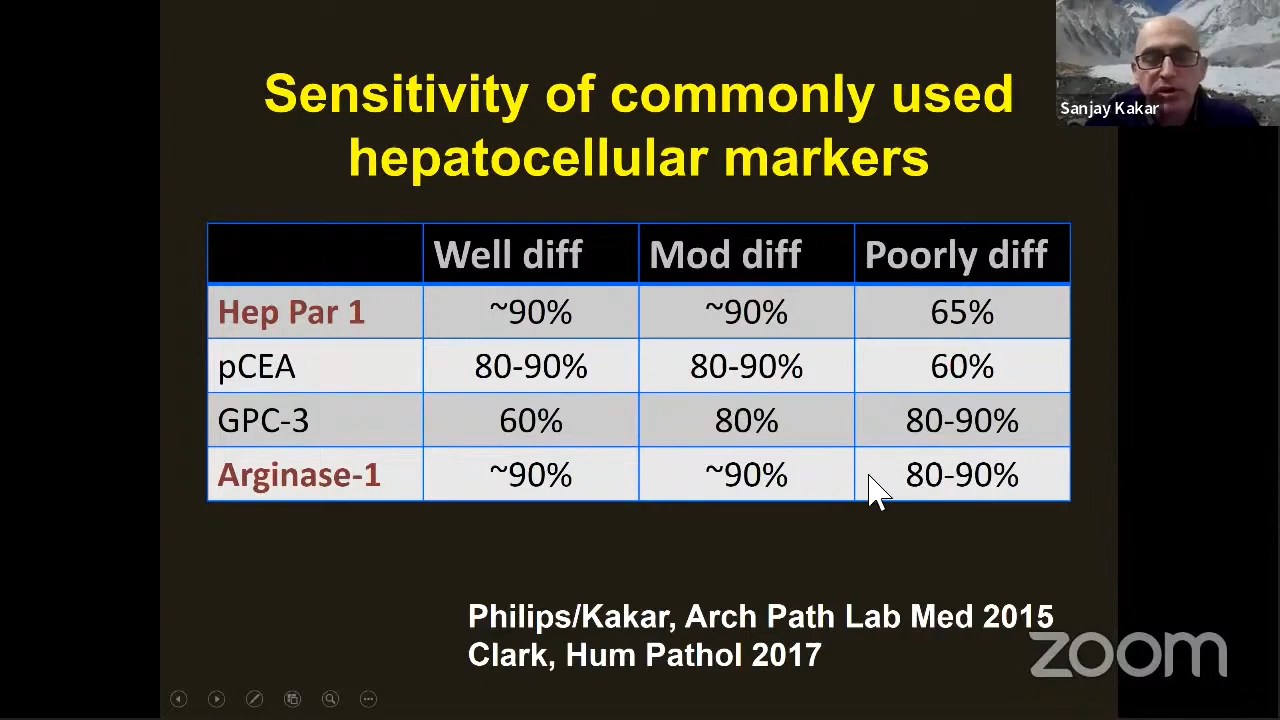 Sensitivity of commonly used
hepatocellular markers
Sanjay Kakar
Well diff Mod diff Poorly diff
Hep Par 1 ~90% ~90% 65%
pCEA 80-90% 80-90% 60%
GPC-3 60% 80% 80-90%
Arginase-1 ~90% ~90% 80-90%
Philips/Kakar, Arch Path Lab Med 2015
Clark, Hum Pathol 2017
zoom